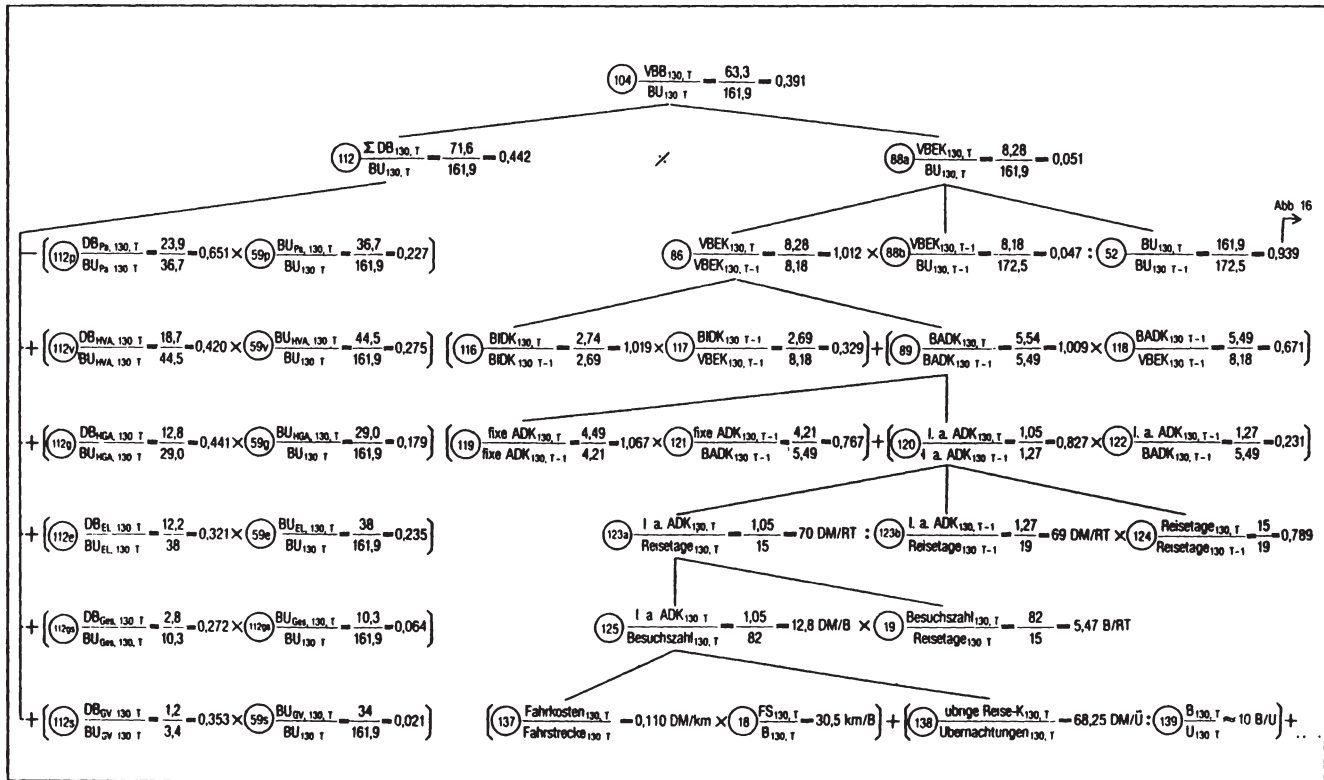 104 VBB130, T / BU130 T = 63,3 / 161,9 = 0,391
112 Σ DB130, T / BU130, T = 71,6 / 161,9 = 0,442 ⁒ 88a VBEK130, T / BU130, T = 8,28 / 161,9 = 0,051
Abb 16
(112p DBPa, 130, T / BUPa 130 T = 23,9 / 36,7 = 0,651 × 59p BUPa, 130, T / BU130 T = 36,7 / 161,9 = 0,227)
86 VBEK130, T / VBEK130, T-1 = 8,28 / 8,18 = 1,012 × 88b VBEK130, T-1 / BU130, T-1 = 8,18 / 172,5 = 0,047 : 52 BU130, T / BU130, T-1 = 161,9 / 172,5 = 0,939
+ (112v DBHVA, 130 T / BUHVA, 130 T = 18,7 / 44,5 = 0,420 × 59v BUHVA, 130 T / BU130 T = 44,5 / 161,9 = 0,275)
(116 BIDK130, T / BIDK130 T-1 = 2,74 / 2,69 = 1,019 × 117 BIDK130 T-1 / VBEK130, T-1 = 2,69 / 8,18 = 0,329) + (89 BADK130, T / BADK130 T-1 = 5,54 / 5,49 = 1,009 × 118 BADK130 T-1 / VBEK130, T-1 = 5,49 / 8,18 = 0,671)
+ (112g DBHGA, 130 T / BUHGA, 130 T = 12,8 / 29,0 = 0,441 × 59g BUHGA, 130, T / BU130 T = 29,0 / 161,9 = 0,179)
(119 fixe ADK130, T / fixe ADK130, T-1 = 4,49 / 4,21 = 1,067 × 121 fixe ADK130, T-1 / BADK130 T-1 = 4,21 / 5,49 = 0,767) + (120 l. a. ADK130, T / l a. ADK130, T-1 = 1,05 / 1,27 = 0,827 × 122 l. a. ADK130, T-1 / BADK130, T-1 = 1,27 / 5,49 = 0,231)
+ (112e DBEL, 130 T / BUEL, 130 T = 12,2 / 38 = 0,321 × 59e BUEL, 130, T / BU130 T = 38 / 161,9 = 0,235)
123a l a. ADK130, T / Reisetage130, T = 1,05 / 15 = 70 DM/RT : 123b l. a. ADK130, T-1 / Reisetage130 T-1 = 1,27 / 19 = 69 DM/RT × 124 Reisetage130, T / Reisetage130 T-1 = 15 / 19 = 0,789
+ (112gs DBGes, 130 T / BUGes, 130 T = 2,8 / 10,3 = 0,272 × 112gs BUGes, 130 T / BU130 T = 10,3 / 161,9 = 0,064)
125 l a ADK130 T / Besuchszahl130, T = 1,05 / 82 = 12,8 DM/B × 19 Besuchszahl130, T / Reisetage130 T = 82 / 15 = 5,47 B/RT
+ (112s DBGV 130 T / BUGV 130 T = 1,2 / 3,4 = 0,353 × 59s BUGV, 130 T / BU130 T = 34 / 161,9 = 0,021)
(137 Fahrkosten130, T / Fahrstrecke130 T = 0,110 DM/km × 18 FS130, T / B130, T = 30,5 km/B) + (138 ubrige Reise-K130, T / Ubernachtungen130, T = 68,25 DM/Ü : 139 B130, T / Ü130 T ≈ 10 B/U) + . . .